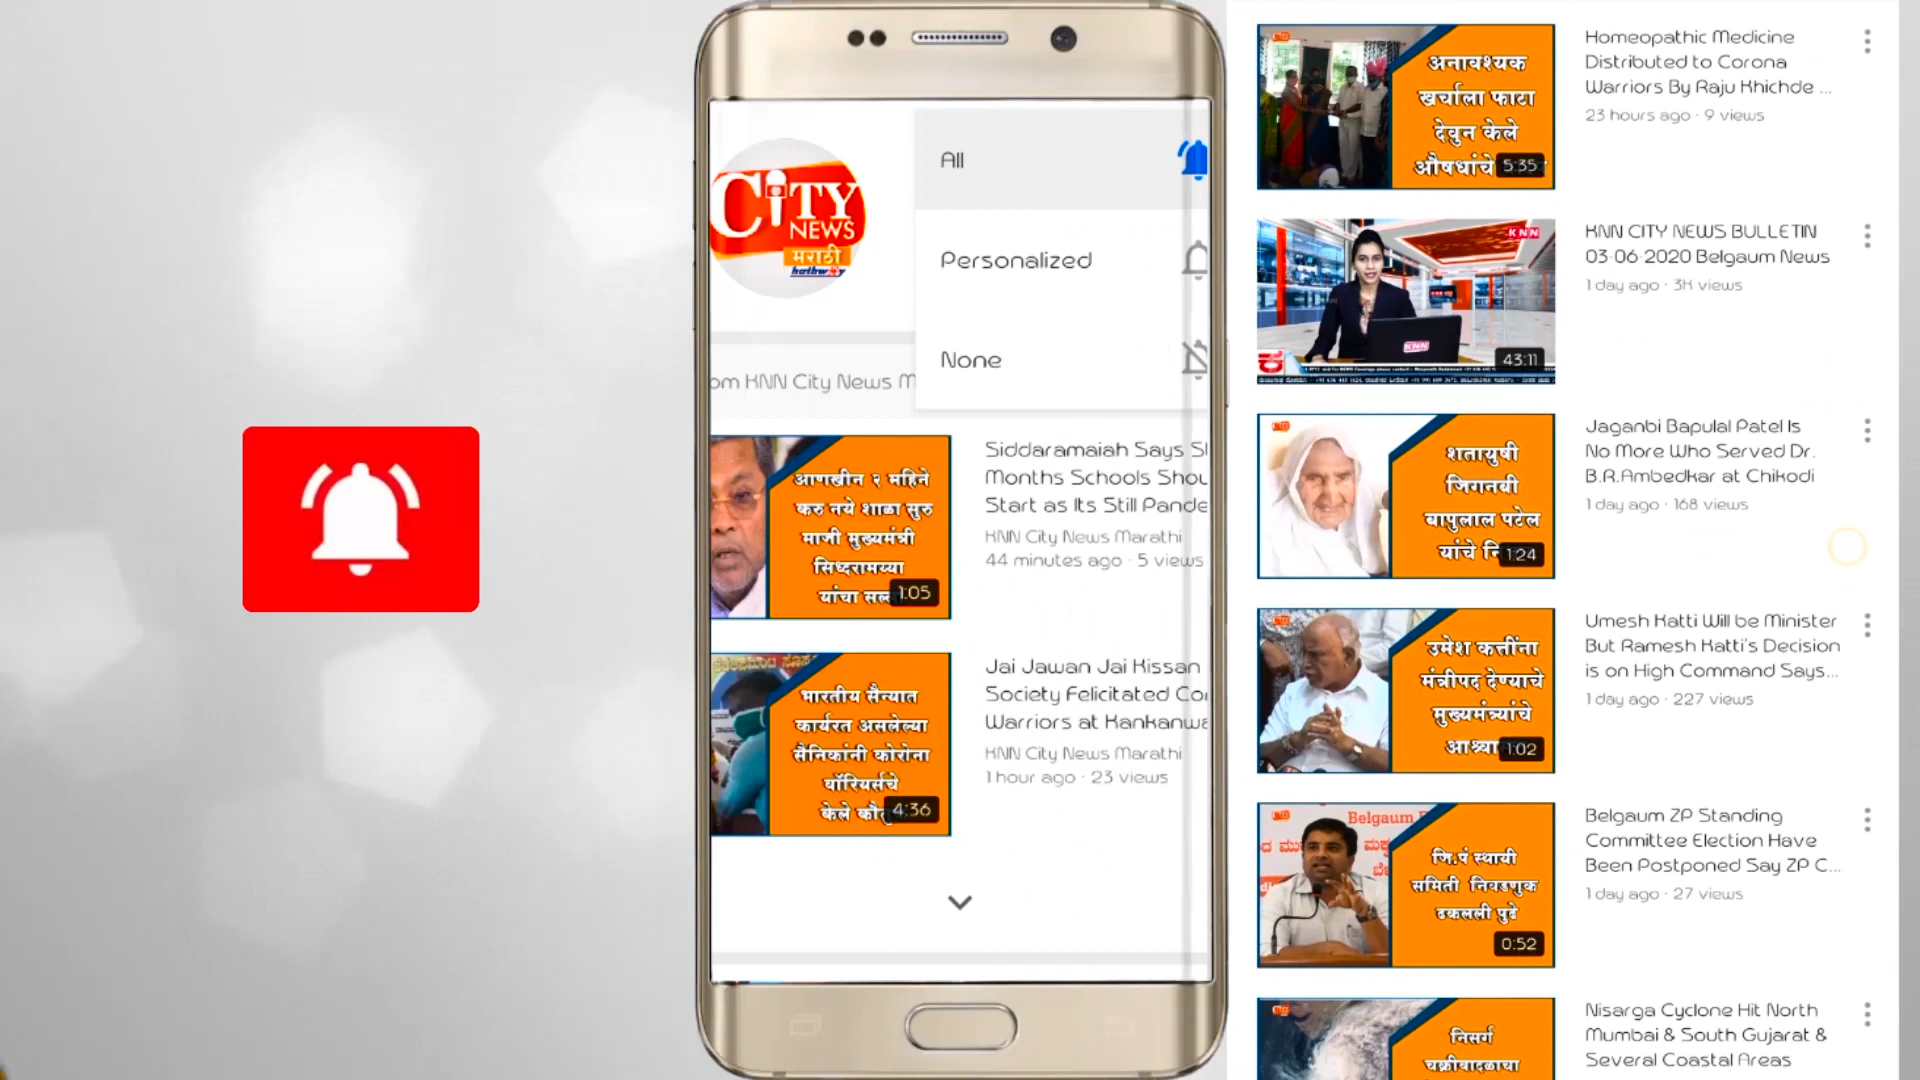 CiTY
NEWS
मराठी
hathway
All
Personalized
None
om KNN City News M
आणखीन २ महिने
करु नये शाळा सुरु
माजी मुख्यमंत्री
सिध्दरामय्या
यांचा सल्ल
1:05
Siddaramaiah Says
Months Schools Shou
Start as Its Still Pande
KNN City News Marathi
44 minutes ago · 5 views
भारतीय सैन्यात
कार्यरत असलेल्या
सैनिकांनी कोरोना
वॉरियर्सचे
केले कौतु
4:36
Jai Jawan Jai Kissan
Society Felicitated Co
Warriors at Kankanwa
KNN City News Marathi
1 hour ago · 23 views
अनावश्यक
खर्चाला फाटा
देवुन केले
औषधांचे
5:35
Homeopathic Medicine
Distributed to Corona
Warriors By Raju Khichde ...
23 hours ago · 9 views
KNN
KNN
43:11
KNN CITY NEWS BULLETIN
03-06-2020 Belgaum News
1 day ago · 3K views
शतायुषी
जिगनबी
बापुलाल पटेल
यांचे नि
1:24
Jaganbi Bapulal Patel Is
No More Who Served Dr.
B.R.Ambedkar at Chikodi
1 day ago · 168 views
उमेश कत्तींना
मंत्रीपद देण्याचे
मुख्यमंत्र्यांचे
आश्वा
1:02
Umesh Katti Will be Minister
But Ramesh Katti's Decision
is on High Command Says...
1 day ago · 227 views
Belgaum
जि.पं स्थायी
समिती निवडणुक
ढकलली पुढे
0:52
Belgaum ZP Standing
Committee Election Have
Been Postponed Say ZP C...
1 day ago · 27 views
निसर्ग
चक्रीवादळाचा
Nisarga Cyclone Hit North
Mumbai & South Gujarat &
Several Coastal Areas